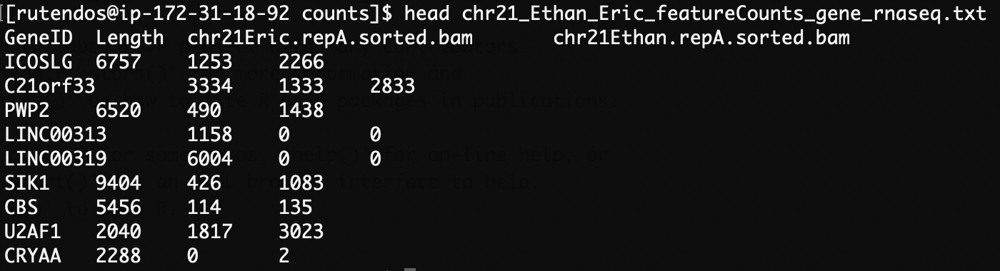 [rutendos@ip-172-31-18-92 counts]$ head chr21_Ethan_Eric_featureCounts_gene_rnaseq.txt
GeneID Length chr21Eric.repA.sorted.bam chr21Ethan.repA.sorted.bam
ICOSLG 6757 1253 2266
C21orf33 3334 1333 2833
PWP2 6520 490 1438
LINC00313 1158 0 0
LINC00319 6004 0 0
SIK1 9404 426 1083
CBS 5456 114 135
U2AF1 2040 1817 3023
CRYAA 2288 0 2